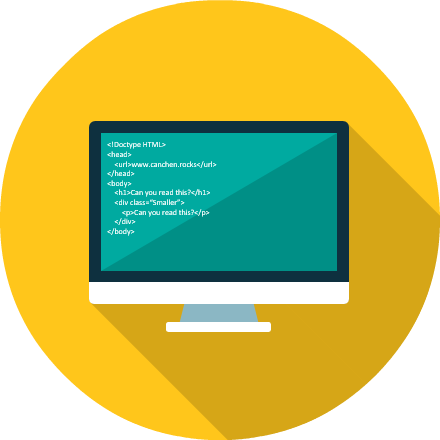 <!Doctype HTML>
<head>
<url>www.canchen.rocks</url>
</head>
<body>
<h1>Can you read this?</h1>
<div class="Smaller">
<p>Can you read this?</p>
</div>
</body>